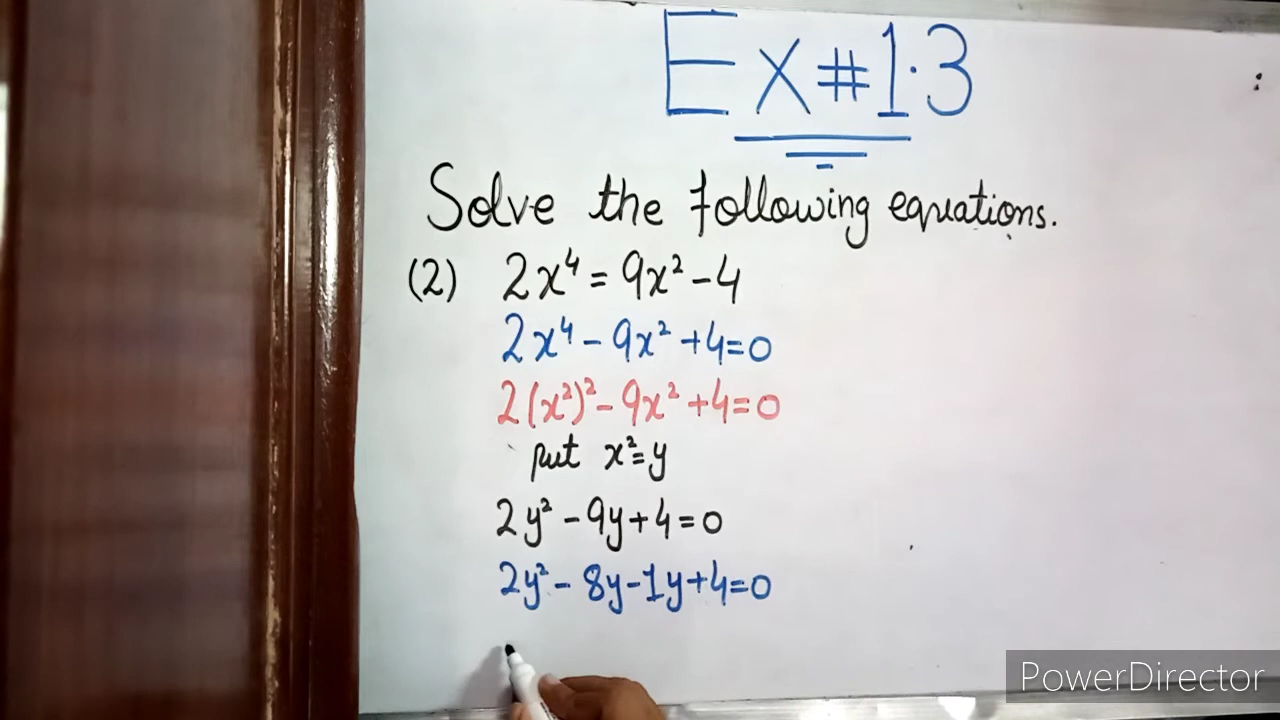 Ex#1.3
Solve the following equations.
(2) 2x⁴ = 9x² - 4
2x⁴ - 9x² + 4 = 0
2(x²)² - 9x² + 4 = 0
put x² = y
2y² - 9y + 4 = 0
2y² - 8y - 1y + 4 = 0
PowerDirector